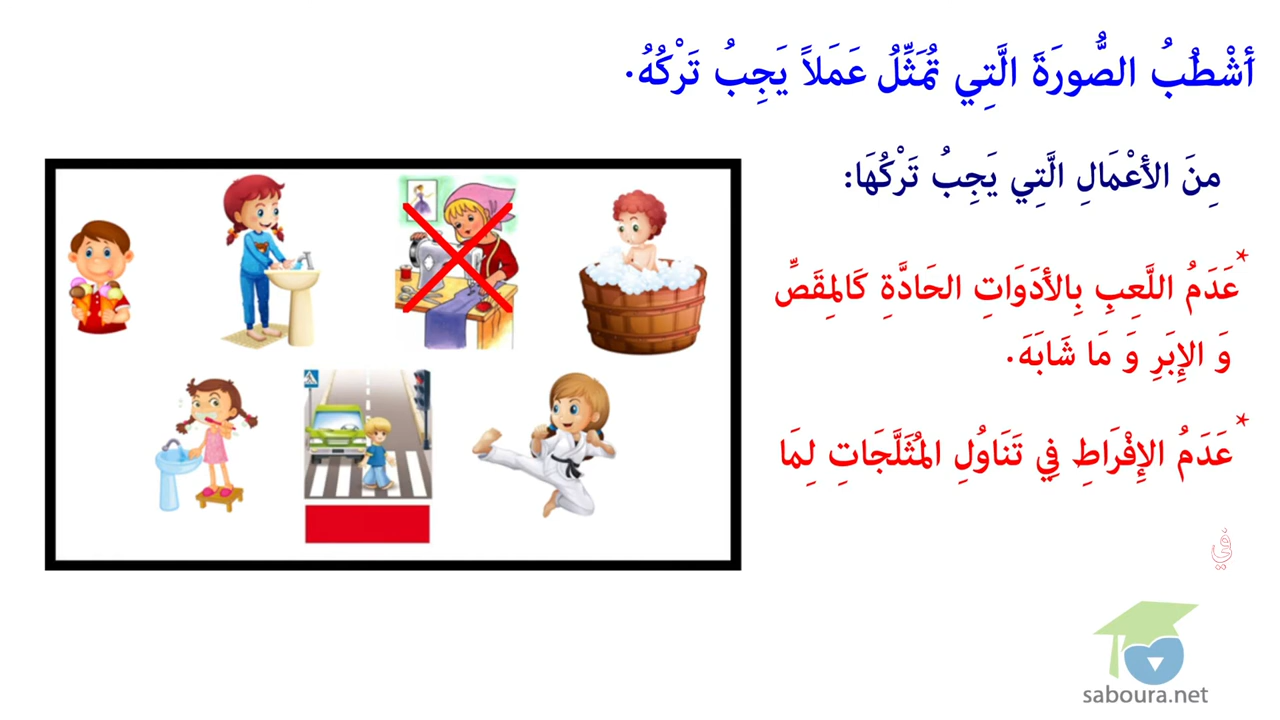 أَشْطُبُ الصُّورَةَ الَّتِي تُمَثِّلُ عَمَلاً يَجِبُ تَرْكُهُ.
مِنَ الأَعْمَالِ الَّتِي يَجِبُ تَرْكُهَا:
* عَدَمُ اللَّعِبِ بِالأَدَوَاتِ الحَادَّةِ كَالمِقَصِّ
وَ الإِبَرِ وَ مَا شَابَهَ.
* عَدَمُ الإِفْرَاطِ فِي تَنَاوُلِ المُثَلَّجَاتِ لِمَا
saboura.net